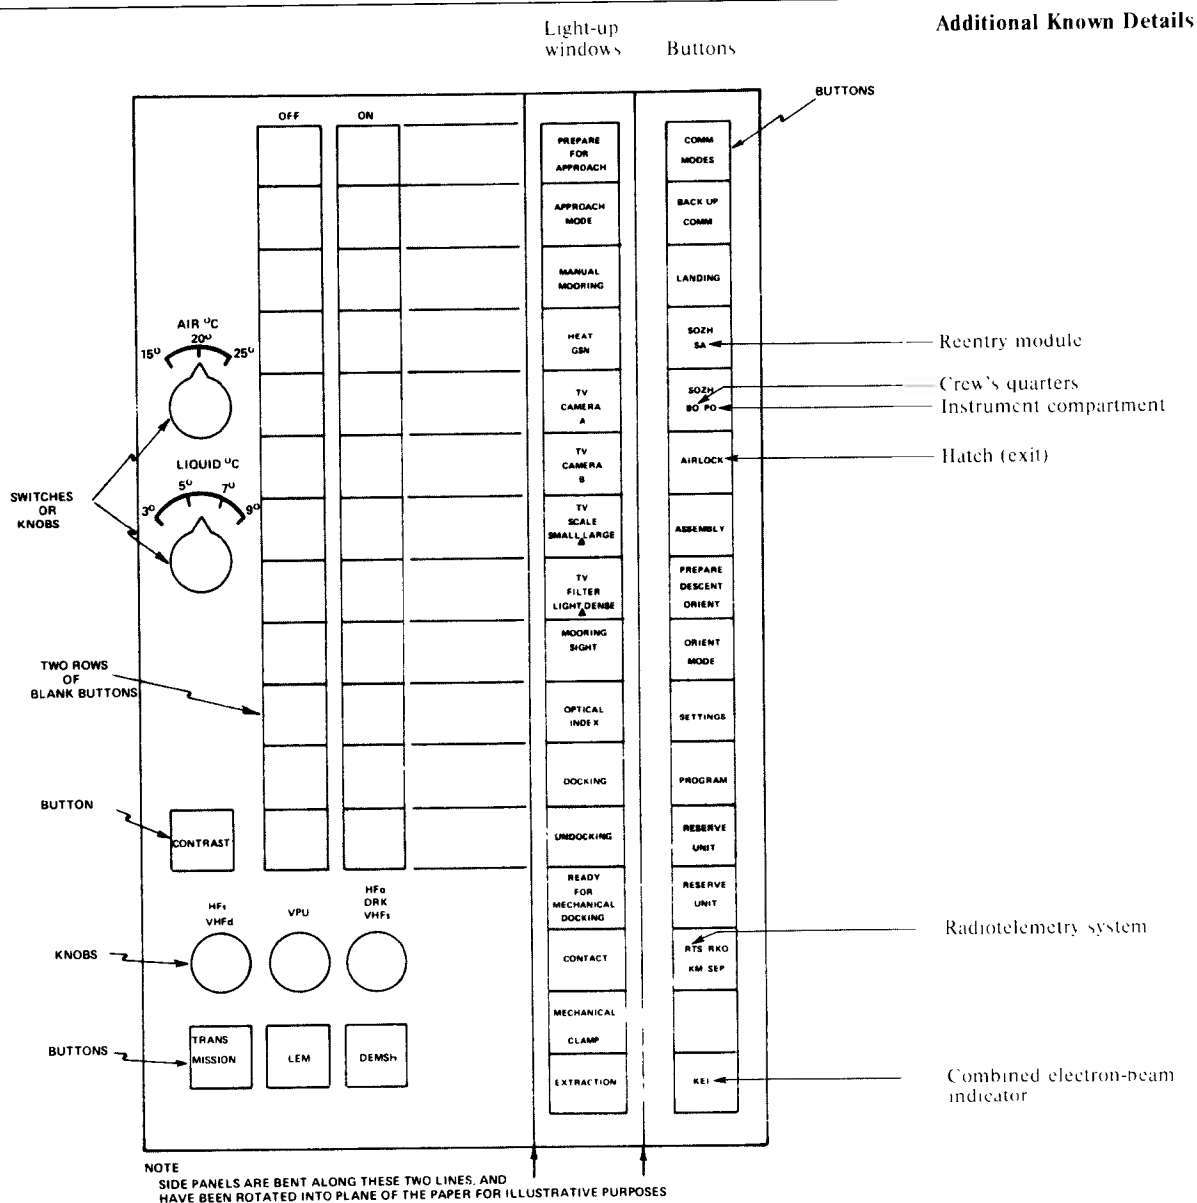 Additional Known Details
Light-up
windows
Buttons
BUTTONS
OFF
ON
PREPARE
FOR
APPROACH
APPROACH
MODE
MANUAL
MOORING
HEAT
GSN
TV
CAMERA
A
TV
CAMERA
B
TV
SCALE
SMALL LARGE
TV
FILTER
LIGHT DENSE
MOORING
SIGHT
OPTICAL
INDEX
DOCKING
UNDOCKING
READY
FOR
MECHANICAL
DOCKING
CONTACT
MECHANICAL
CLAMP
EXTRACTION
COMM
MODES
BACK UP
COMM
LANDING
SOZH
SA
SOZH
BO PO
AIRLOCK
ASSEMBLY
PREPARE
DESCENT
ORIENT
ORIENT
MODE
SETTINGS
PROGRAM
RESERVE
UNIT
RESERVE
UNIT
RTS RKO
KM SEP
KEI
Reentry module
Crew's quarters
Instrument compartment
Hatch (exit)
Radiotelemetry system
Combined electron-beam
indicator
AIR °C
15° 20° 25°
LIQUID °C
3° 5° 7° 9°
SWITCHES
OR
KNOBS
TWO ROWS
OF
BLANK BUTTONS
BUTTON
CONTRAST
HFs
VHFd
VPU
HFa
DRK
VHFs
KNOBS
BUTTONS
TRANS
MISSION
LEM
DEMSh
NOTE
SIDE PANELS ARE BENT ALONG THESE TWO LINES, AND
HAVE BEEN ROTATED INTO PLANE OF THE PAPER FOR ILLUSTRATIVE PURPOSES